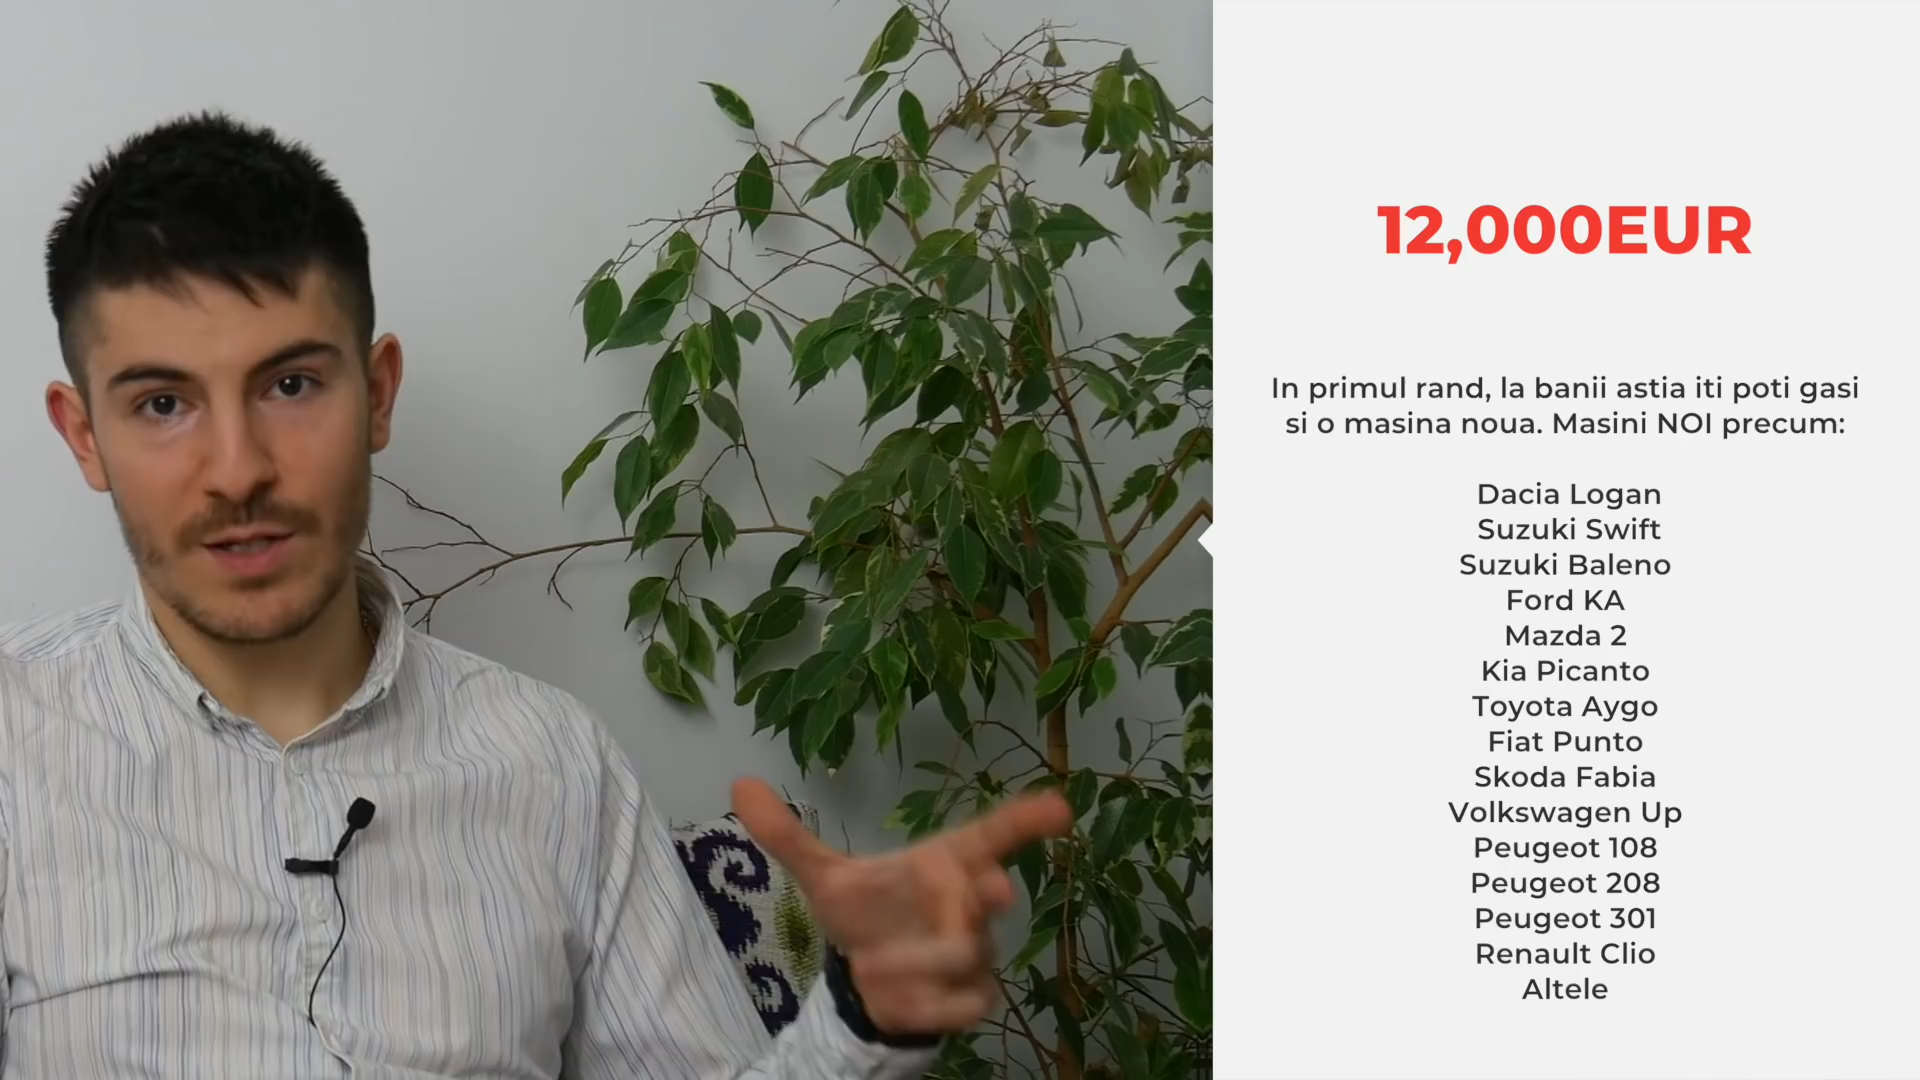 12,000EUR
In primul rand, la banii astia iti poti gasi
si o masina noua. Masini NOI precum:
Dacia Logan
Suzuki Swift
Suzuki Baleno
Ford KA
Mazda 2
Kia Picanto
Toyota Aygo
Fiat Punto
Skoda Fabia
Volkswagen Up
Peugeot 108
Peugeot 208
Peugeot 301
Renault Clio
Altele